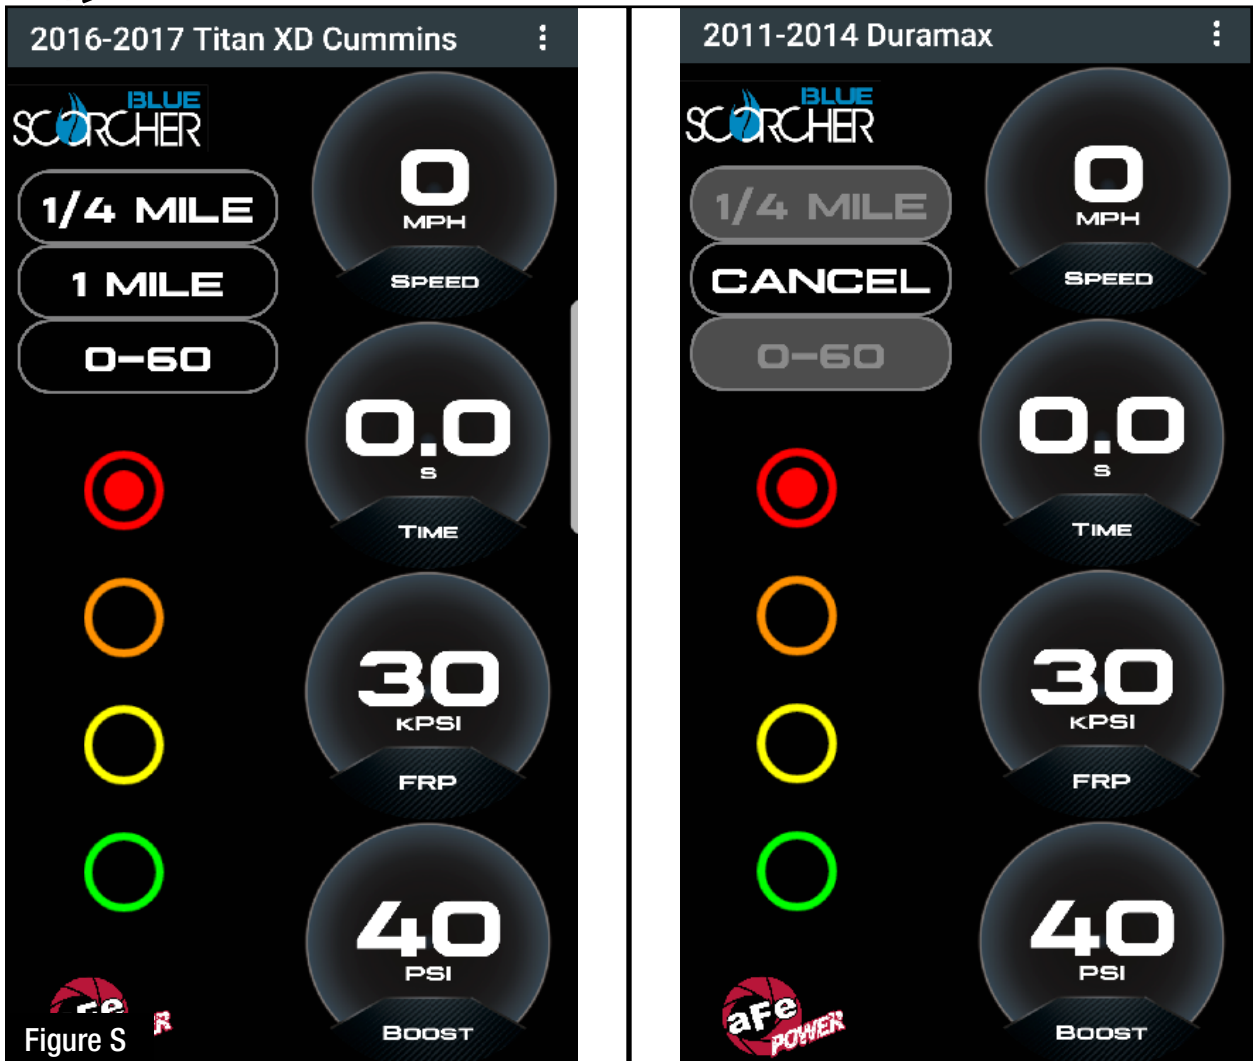 2016-2017 Titan XD Cummins
BLUE
SCORCHER
1/4 MILE
1 MILE
0-60
0
MPH
SPEED
0.0
S
TIME
30
KPSI
FRP
40
PSI
BOOST
aFe
R
Figure S
2011-2014 Duramax
BLUE
SCORCHER
1/4 MILE
CANCEL
0-60
0
MPH
SPEED
0.0
S
TIME
30
KPSI
FRP
40
PSI
BOOST
aFe
POWER